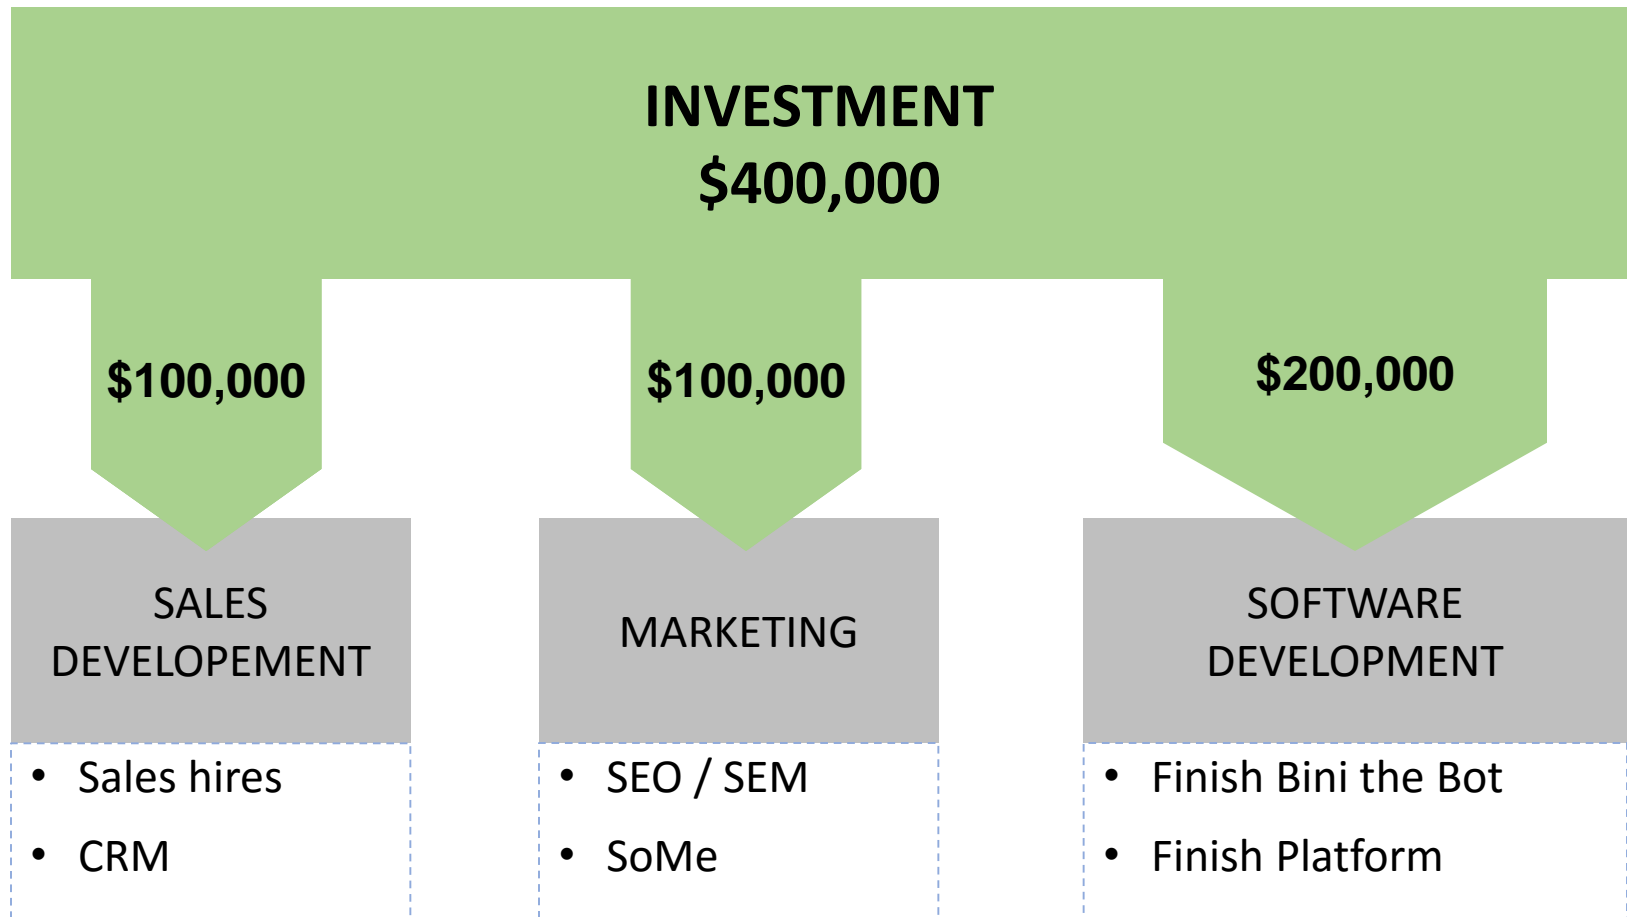 INVESTMENT
$400,000
$100,000
$100,000
$200,000
SALES
DEVELOPEMENT
MARKETING
SOFTWARE
DEVELOPMENT
• Sales hires
• CRM
• SEO / SEM
• SoMe
• Finish Bini the Bot
• Finish Platform